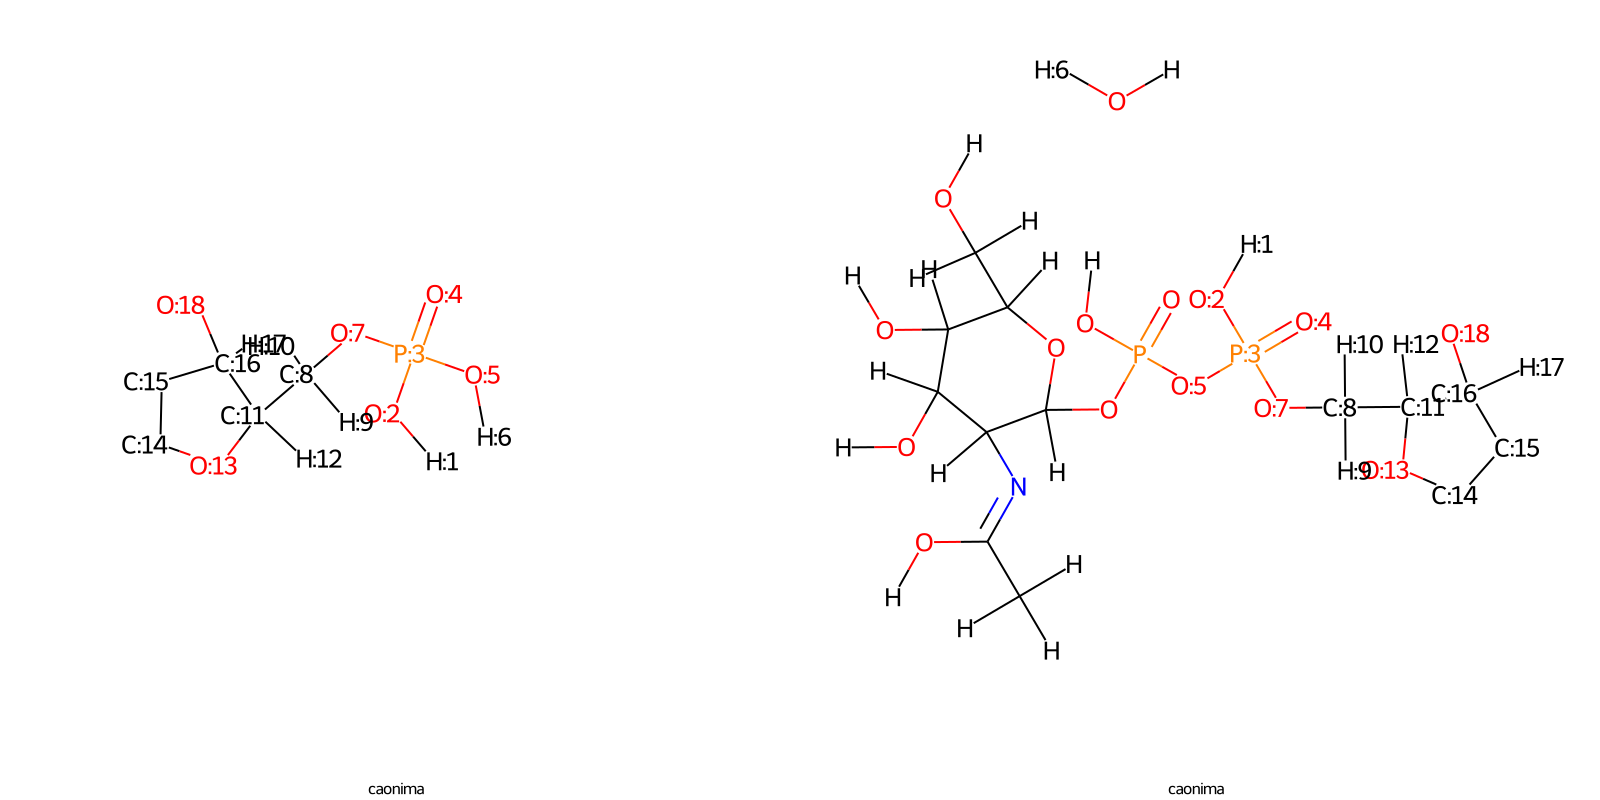 H:6 O H
H
O
H
H H H
H O H
O:18 H:17 H:10 O:7 O:4
P:3
C:16 C:8 O:5
C:15
C:11 H:9 O:2 H:6
C:14 O:13 H:12 H:1
H O
H
O O
H O
H
O
P
O:5
H:1
O:2
P:3 O:4
O:7
H:10 H:12 O:18
C:8 C:11 C:16 H:17
H:9 O:13 C:15
C:14
H O
H N H
O
H
H
H
H
caonima caonima